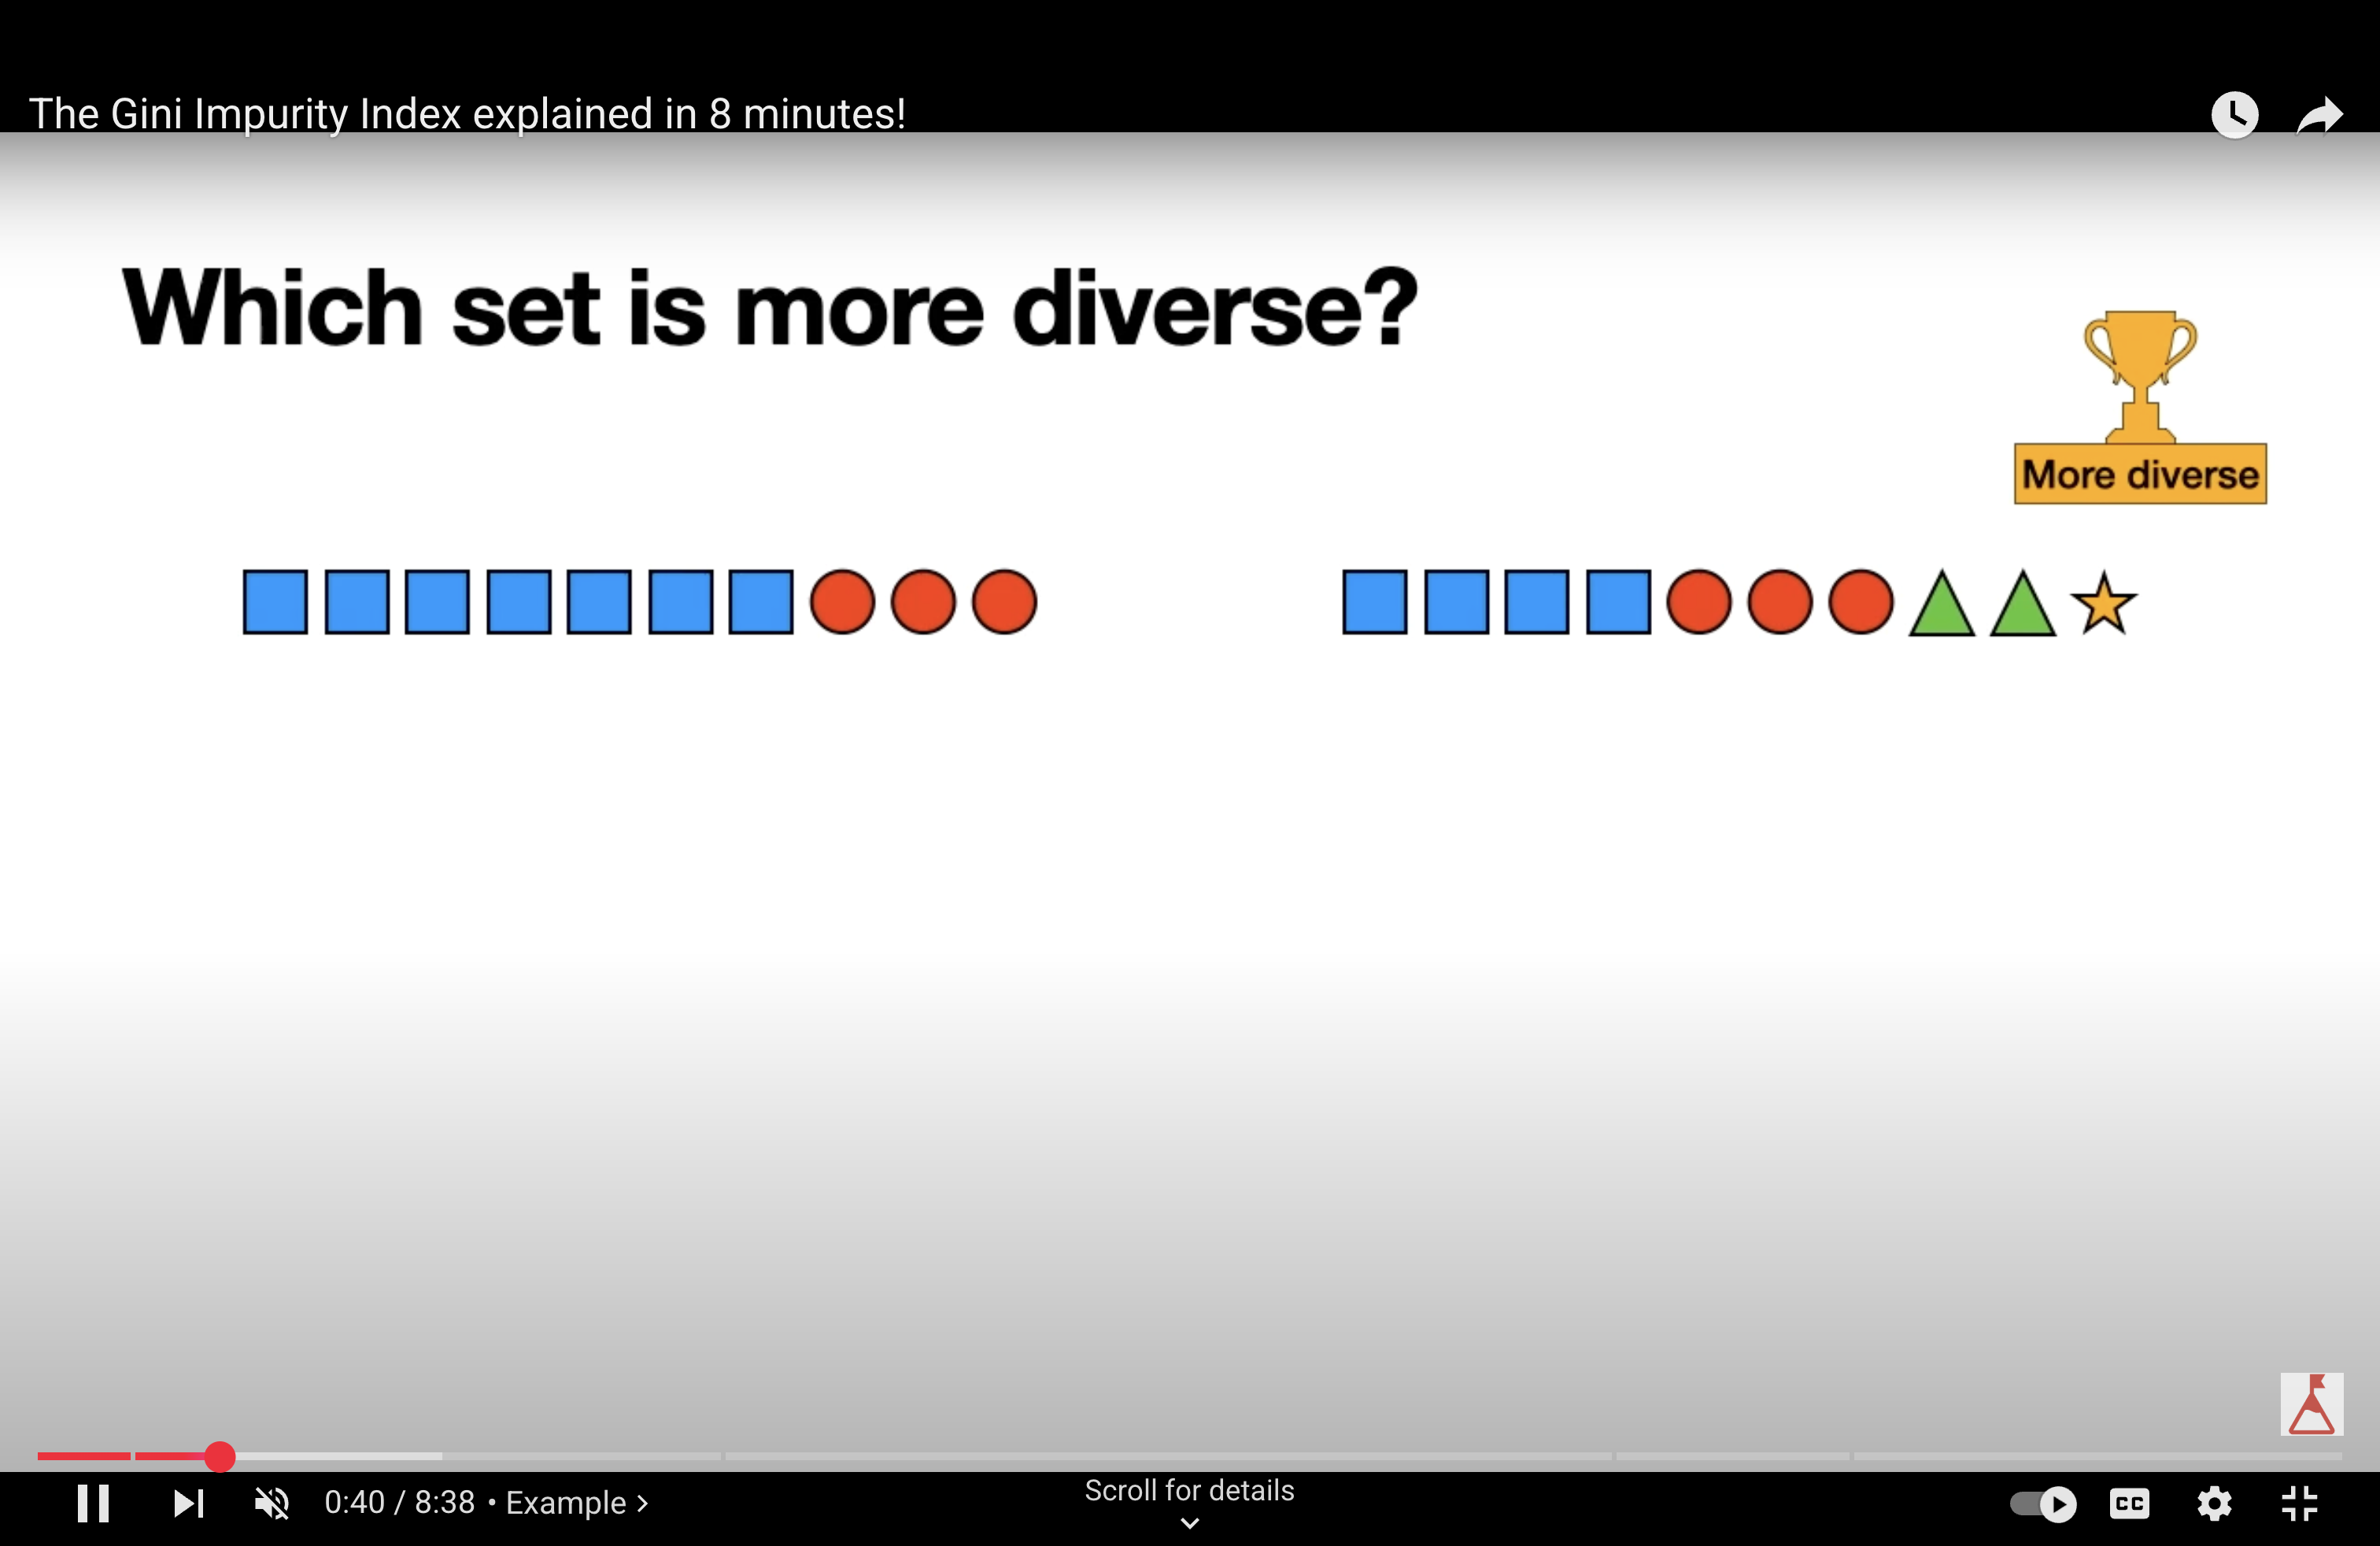 The Gini Impurity Index explained in 8 minutes!
Which set is more diverse?
More diverse
0:40 / 8:38 • Example >
Scroll for details
CC